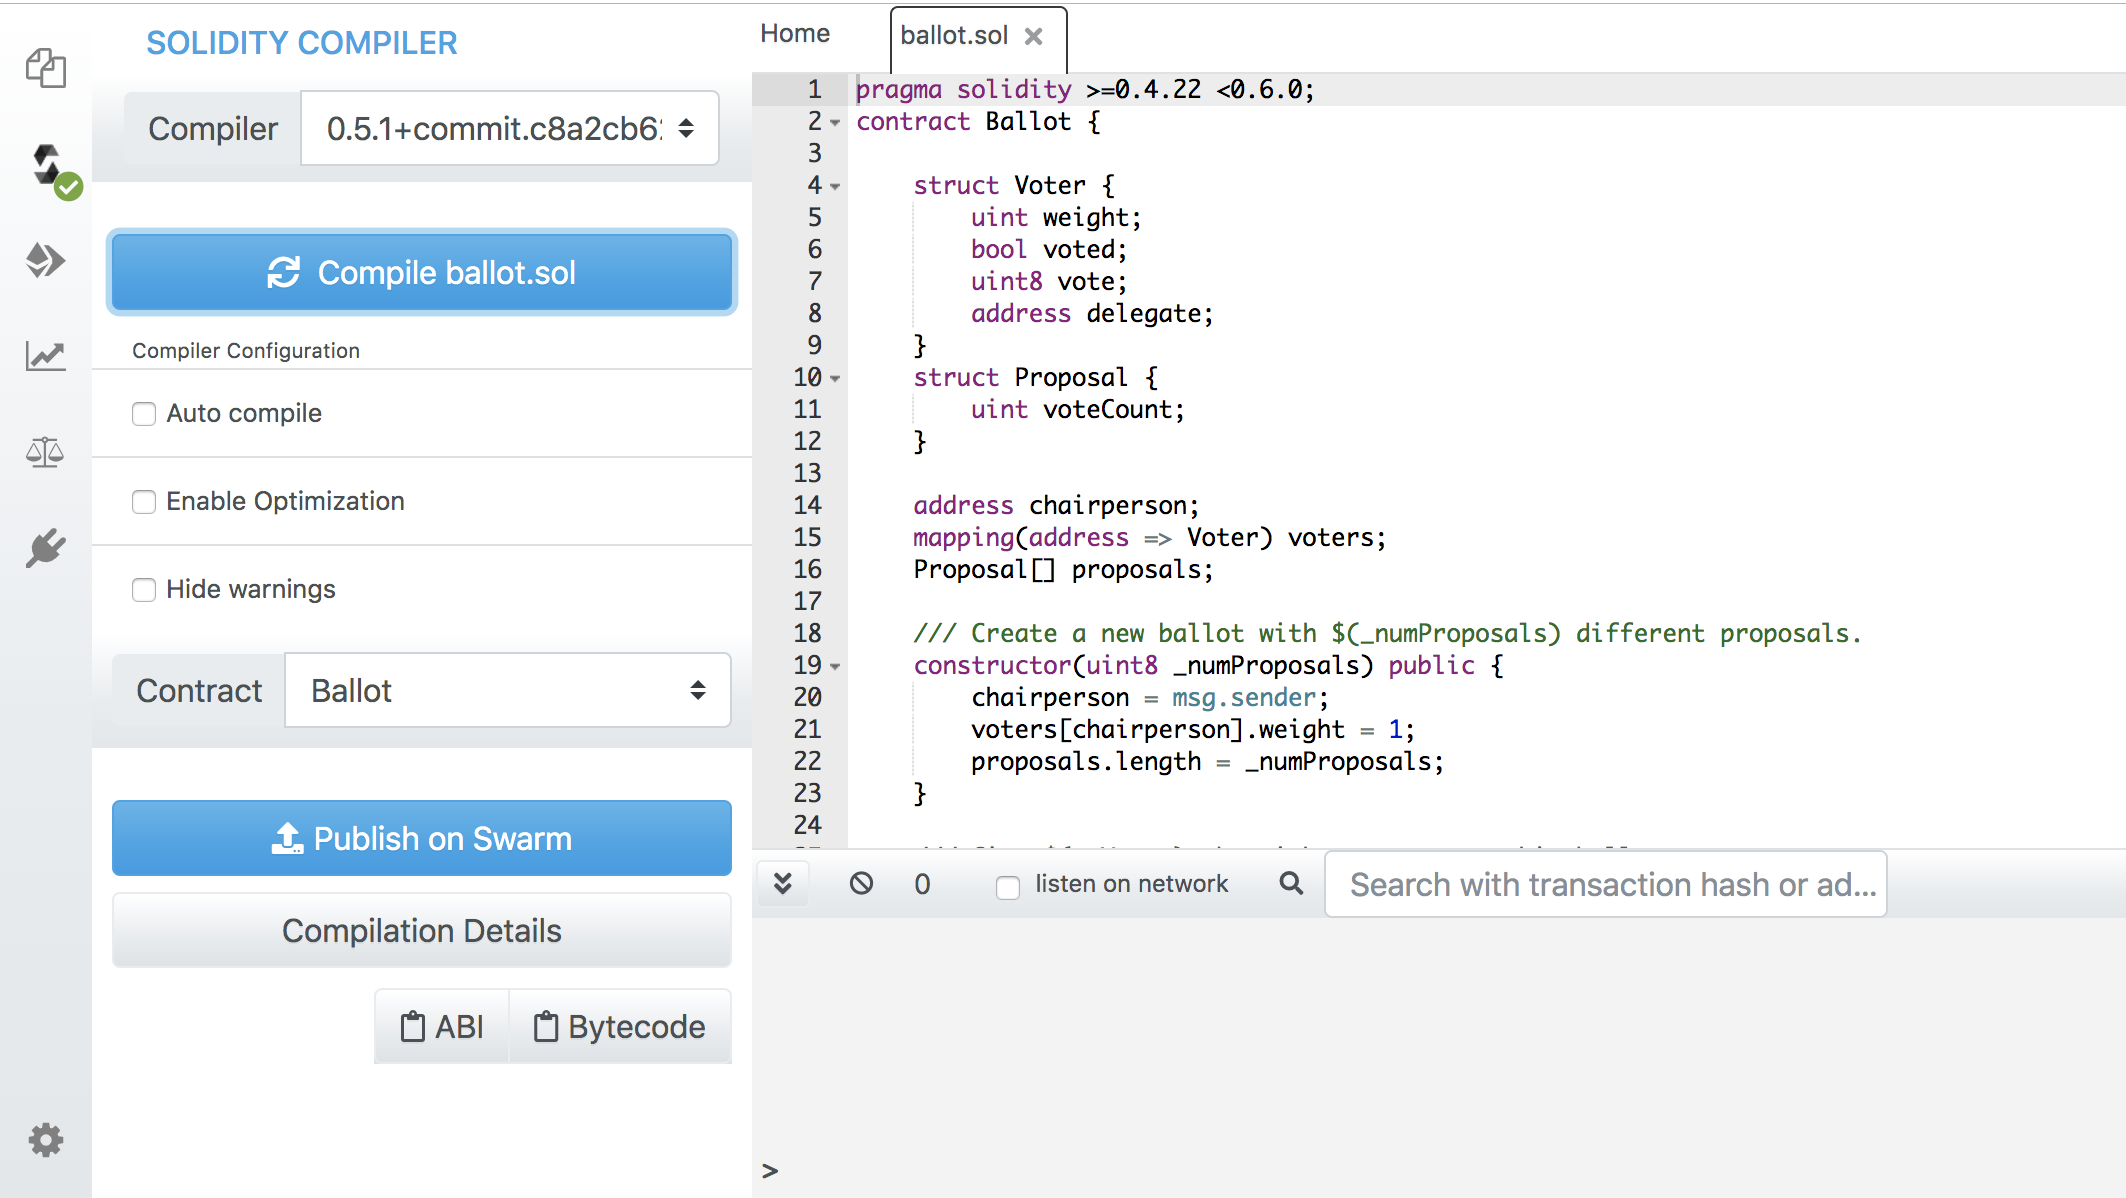 SOLIDITY COMPILER
Compiler 0.5.1+commit.c8a2cb6
Compile ballot.sol
Compiler Configuration
Auto compile
Enable Optimization
Hide warnings
Contract Ballot
Publish on Swarm
Compilation Details
ABI Bytecode
Home ballot.sol
1 pragma solidity >=0.4.22 <0.6.0;
2 contract Ballot {
3
4 struct Voter {
5 uint weight;
6 bool voted;
7 uint8 vote;
8 address delegate;
9 }
10 struct Proposal {
11 uint voteCount;
12 }
13
14 address chairperson;
15 mapping(address => Voter) voters;
16 Proposal[] proposals;
17
18 /// Create a new ballot with $(_numProposals) different proposals.
19 constructor(uint8 _numProposals) public {
20 chairperson = msg.sender;
21 voters[chairperson].weight = 1;
22 proposals.length = _numProposals;
23 }
24
0 listen on network Search with transaction hash or ad...
>